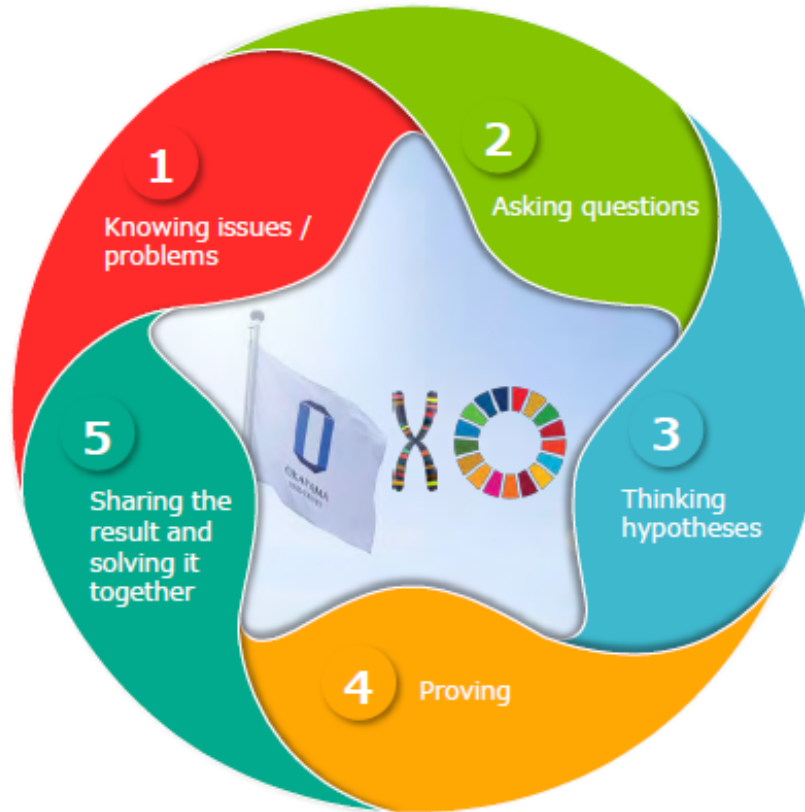 1
Knowing issues /
problems
2
Asking questions
3
Thinking
hypotheses
4
Proving
5
Sharing the
result and
solving it
together
OKAYAMA